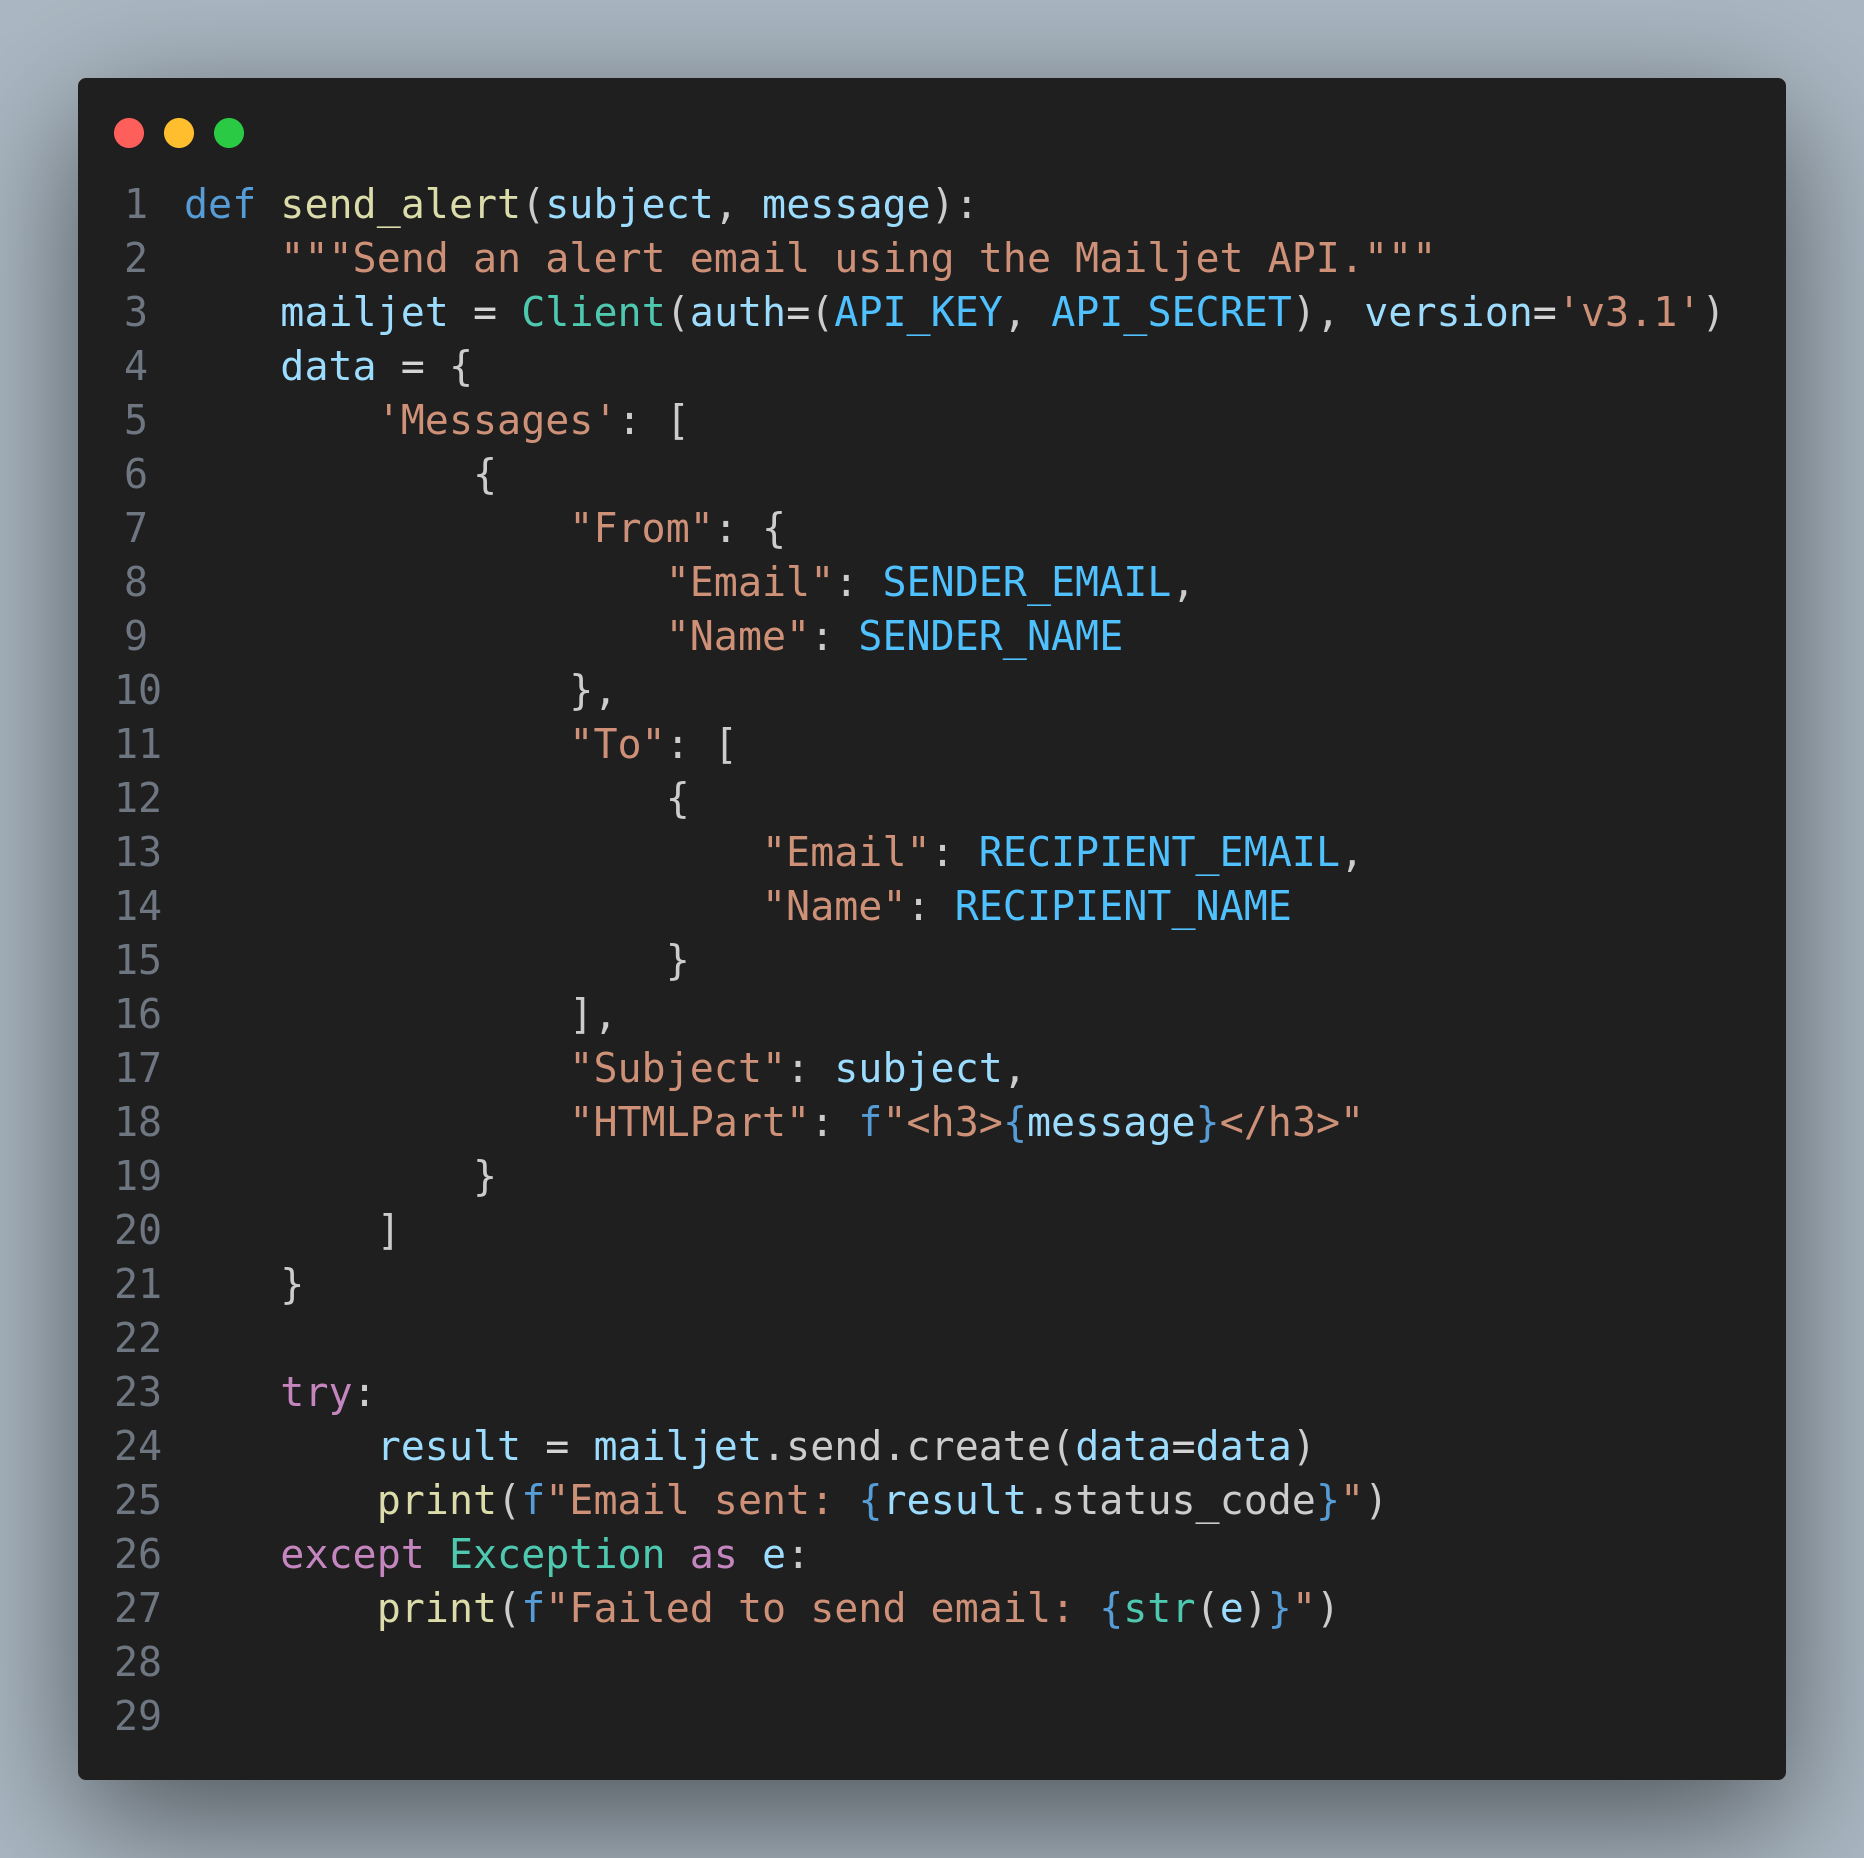 1 def send_alert(subject, message):
2     """Send an alert email using the Mailjet API."""
3     mailjet = Client(auth=(API_KEY, API_SECRET), version='v3.1')
4     data = {
5         'Messages': [
6             {
7                 "From": {
8                     "Email": SENDER_EMAIL,
9                     "Name": SENDER_NAME
10                 },
11                 "To": [
12                     {
13                         "Email": RECIPIENT_EMAIL,
14                         "Name": RECIPIENT_NAME
15                     }
16                 ],
17                 "Subject": subject,
18                 "HTMLPart": f"<h3>{message}</h3>"
19             }
20         ]
21     }
22
23     try:
24         result = mailjet.send.create(data=data)
25         print(f"Email sent: {result.status_code}")
26     except Exception as e:
27         print(f"Failed to send email: {str(e)}")
28
29